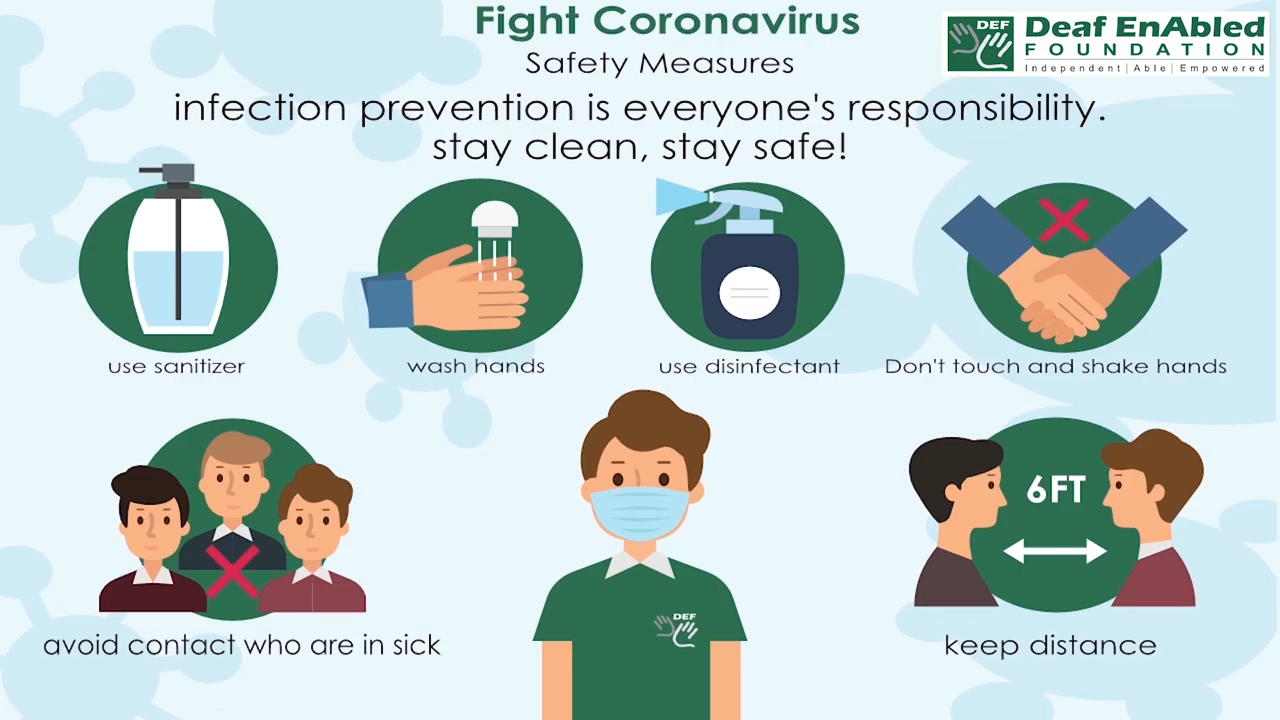 Fight Coronavirus
Safety Measures
DEF
Deaf EnAbled
FOUNDATION
Independent | Able | Empowered
infection prevention is everyone's responsibility.
stay clean, stay safe!
use sanitizer
wash hands
use disinfectant
Don't touch and shake hands
6FT
DEF
avoid contact who are in sick
keep distance